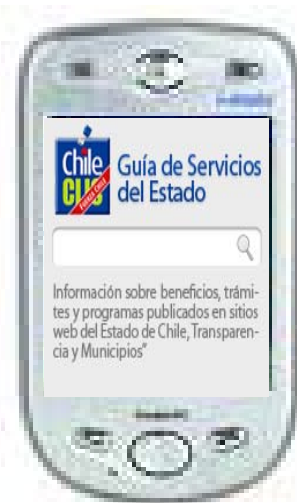 Chile
CLIC
Guía de Servicios
del Estado
Información sobre beneficios, trámi-
tes y programas publicados en sitios
web del Estado de Chile, Transparen-
cia y Municipios"